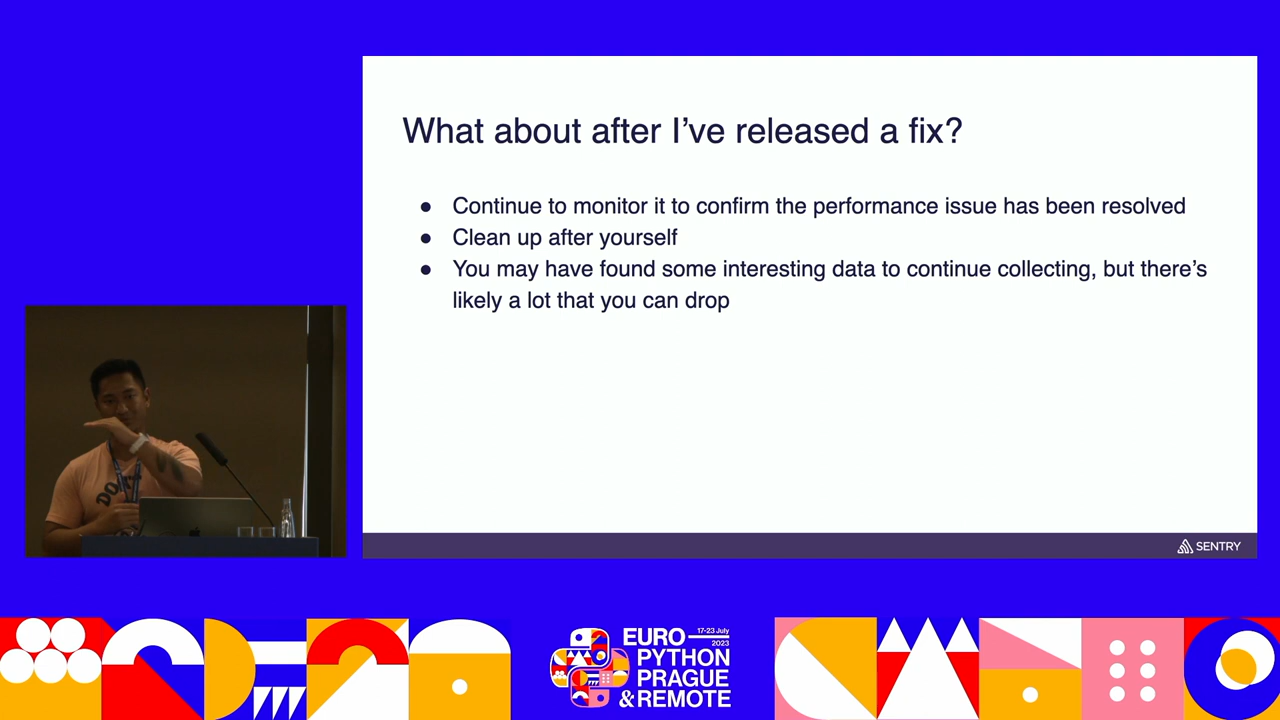 What about after I’ve released a fix?
● Continue to monitor it to confirm the performance issue has been resolved
● Clean up after yourself
● You may have found some interesting data to continue collecting, but there’s
likely a lot that you can drop
SENTRY
EURO 17-23 July
2023
PYTHON
PRAGUE
& REMOTE